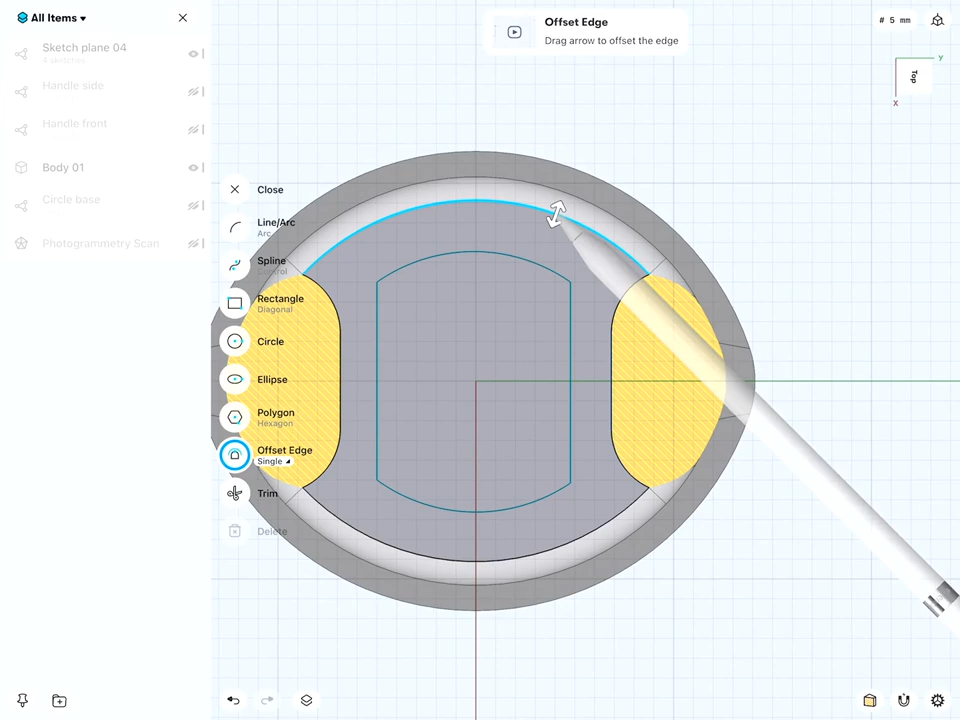 All Items
Offset Edge
Drag arrow to offset the edge
# 5 mm
Y
Top
X
Sketch plane 04
4 sketches
Handle side
Handle front
Body 01
Circle base
Photogrammetry Scan
Close
Line/Arc
Arc
Spline
Control
Rectangle
Diagonal
Circle
Ellipse
Polygon
Hexagon
Offset Edge
Single
Trim
Delete